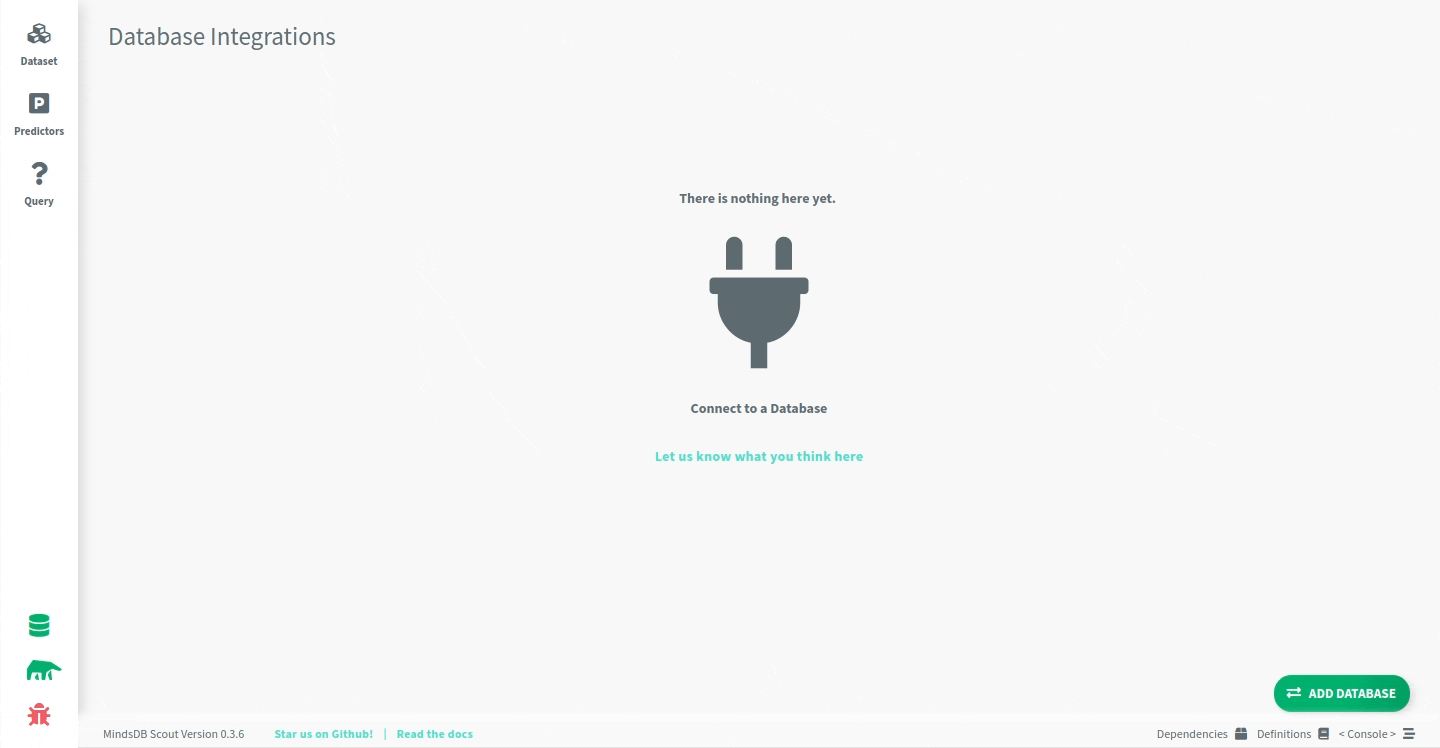 Database Integrations
Dataset
P
Predictors
?
Query
There is nothing here yet.
Connect to a Database
Let us know what you think here
ADD DATABASE
MindsDB Scout Version 0.3.6 Star us on Github! | Read the docs Dependencies Definitions < Console >